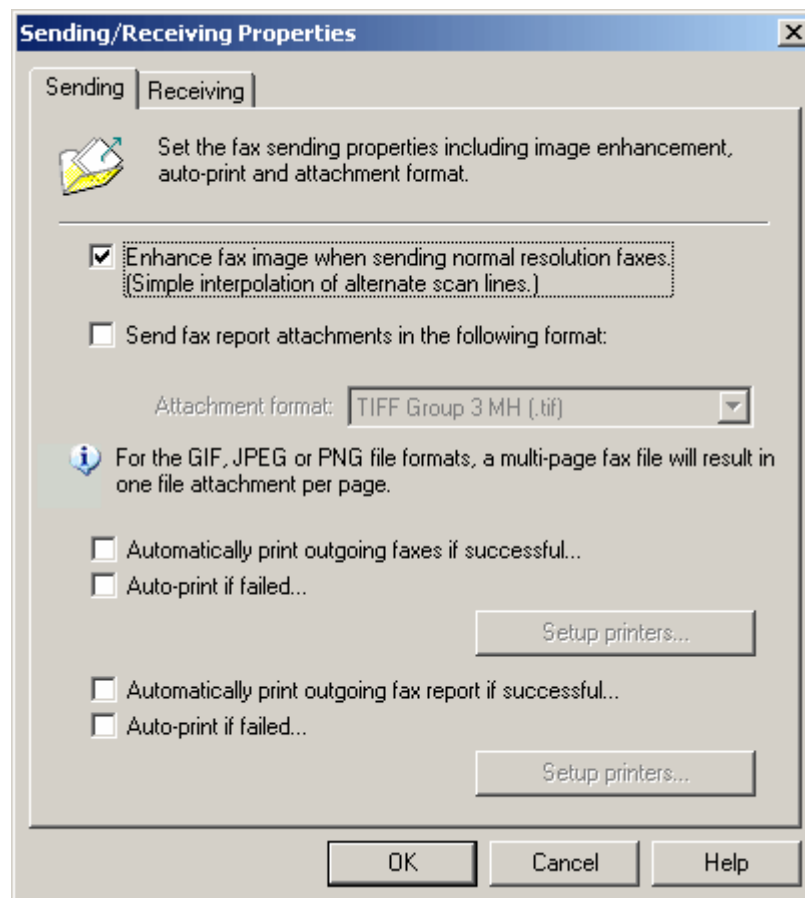 Sending/Receiving Properties
Sending
Receiving
Set the fax sending properties including image enhancement,
auto-print and attachment format.
Enhance fax image when sending normal resolution faxes.
(Simple interpolation of alternate scan lines.)
Send fax report attachments in the following format:
Attachment format: TIFF Group 3 MH (.tif)
For the GIF, JPEG or PNG file formats, a multi-page fax file will result in
one file attachment per page.
Automatically print outgoing faxes if successful...
Auto-print if failed...
Setup printers...
Automatically print outgoing fax report if successful...
Auto-print if failed...
Setup printers...
OK
Cancel
Help